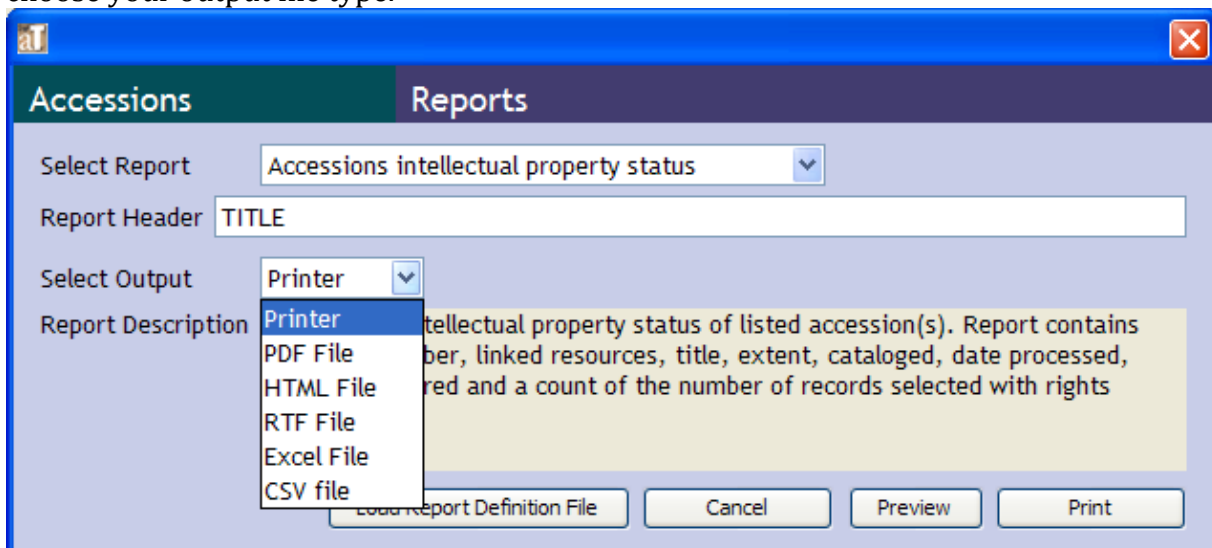 choose your output file type.
aT
Accessions Reports
Select Report Accessions intellectual property status
Report Header TITLE
Select Output Printer
Report Description Printer tellectual property status of listed accession(s). Report contains
PDF File ber, linked resources, title, extent, cataloged, date processed,
HTML File red and a count of the number of records selected with rights
RTF File
Excel File
CSV file
Load Report Definition File Cancel Preview Print